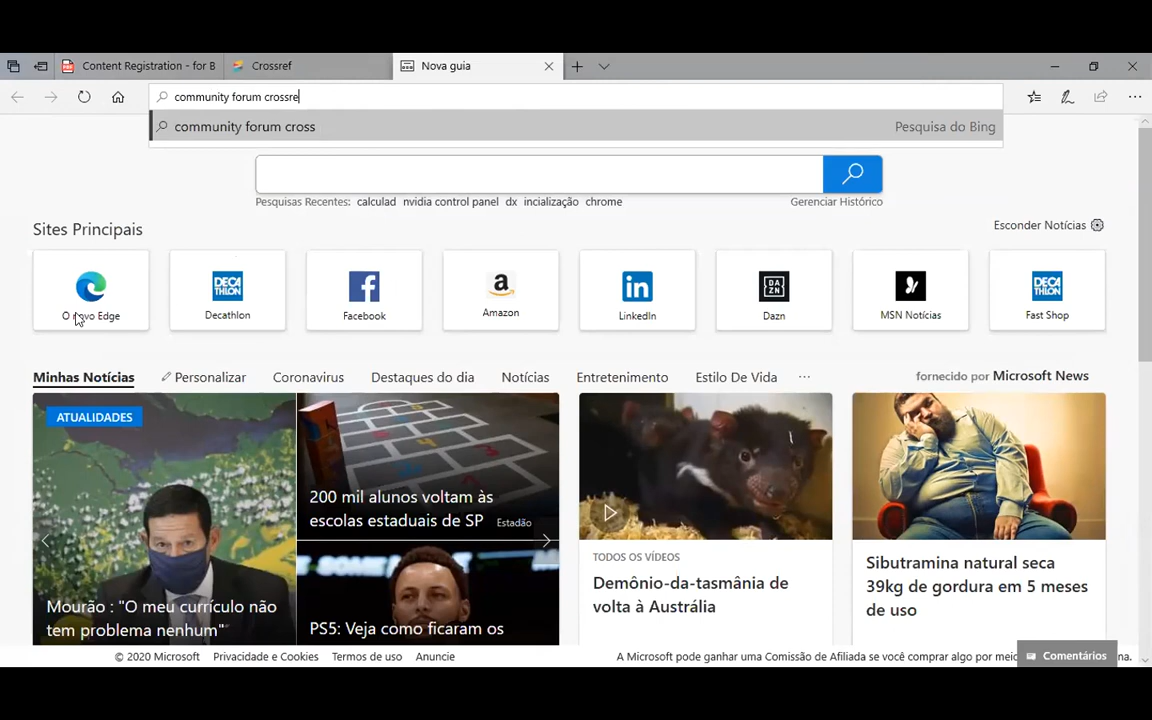 Content Registration - for B
Crossref
Nova guia
community forum crossre
community forum cross
Pesquisa do Bing
Pesquisas Recentes: calculad nvidia control panel dx incialização chrome
Gerenciar Histórico
Sites Principais
Esconder Notícias
O novo Edge
DECATHLON
Decathlon
Facebook
a
Amazon
in
LinkedIn
DAZN
Dazn
MSN Notícias
DECATHLON
Fast Shop
Minhas Notícias
Personalizar
Coronavirus
Destaques do dia
Notícias
Entretenimento
Estilo De Vida
fornecido por Microsoft News
ATUALIDADES
Mourão : "O meu currículo não
tem problema nenhum"
200 mil alunos voltam às
escolas estaduais de SP Estadão
PS5: Veja como ficaram os
TODOS OS VÍDEOS
Demônio-da-tasmânia de
volta à Austrália
Sibutramina natural seca
39kg de gordura em 5 meses
de uso
© 2020 Microsoft
Privacidade e Cookies
Termos de uso
Anuncie
A Microsoft pode ganhar uma Comissão de Afiliada se você comprar algo por
Comentários